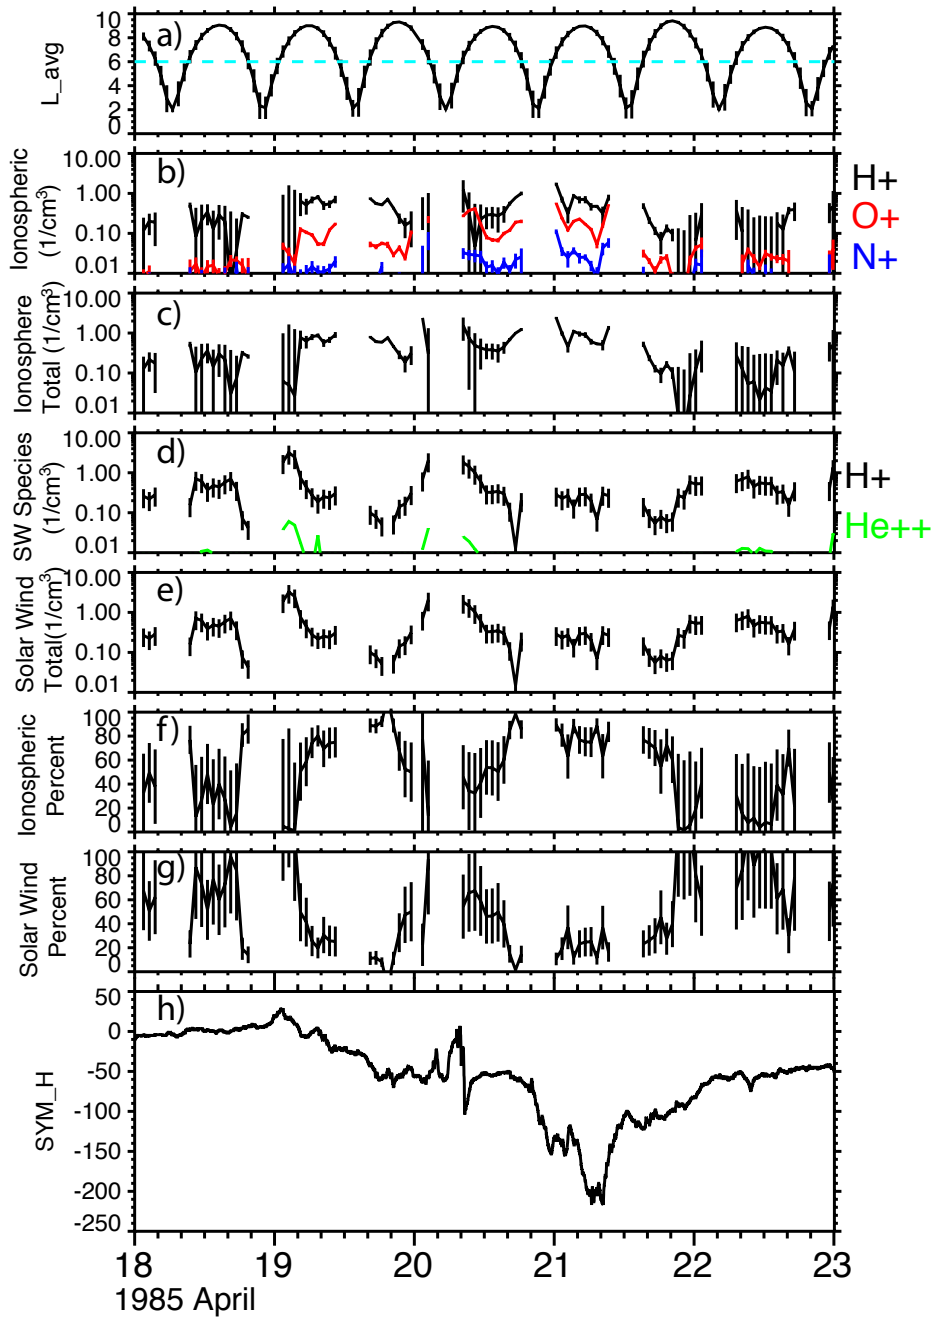 a)
L_avg
10
8
6
4
2
0
b)
Ionospheric
(1/cm3)
10.00
1.00
0.10
0.01
H+
O+
N+
c)
Ionosphere
Total (1/cm3)
10.00
1.00
0.10
0.01
d)
SW Species
(1/cm3)
10.00
1.00
0.10
0.01
H+
He++
e)
Solar Wind
Total(1/cm3)
10.00
1.00
0.10
0.01
f)
Ionospheric
Percent
100
80
60
40
20
0
g)
Solar Wind
Percent
100
80
60
40
20
0
h)
SYM_H
50
0
-50
-100
-150
-200
-250
18 19 20 21 22 23
1985 April